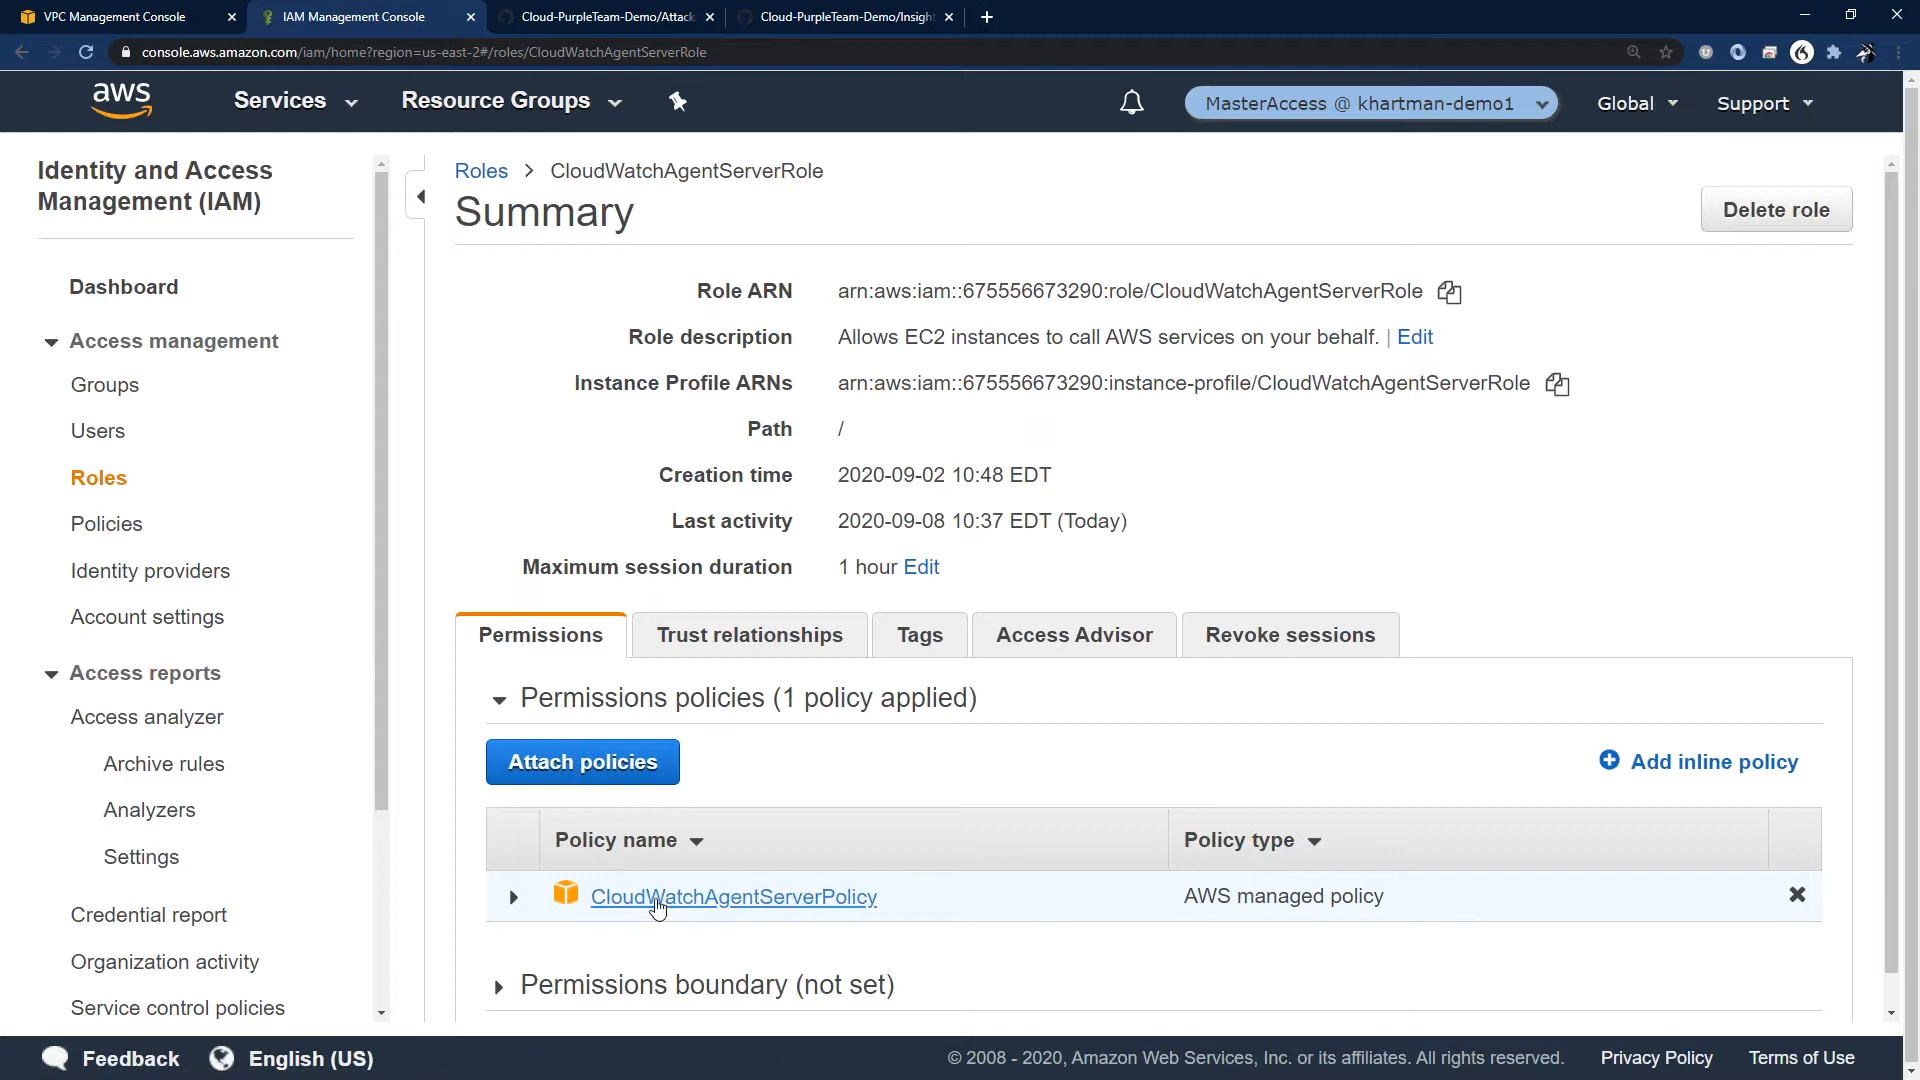 VPC Management Console
IAM Management Console
Cloud-PurpleTeam-Demo/Attack
Cloud-PurpleTeam-Demo/Insight
console.aws.amazon.com/iam/home?region=us-east-2#/roles/CloudWatchAgentServerRole
aws
Services
Resource Groups
MasterAccess @ khartman-demo1
Global
Support
Identity and Access
Management (IAM)
Dashboard
Access management
Groups
Users
Roles
Policies
Identity providers
Account settings
Access reports
Access analyzer
Archive rules
Analyzers
Settings
Credential report
Organization activity
Service control policies
Roles > CloudWatchAgentServerRole
Summary
Delete role
Role ARN arn:aws:iam::675556673290:role/CloudWatchAgentServerRole
Role description Allows EC2 instances to call AWS services on your behalf. | Edit
Instance Profile ARNs arn:aws:iam::675556673290:instance-profile/CloudWatchAgentServerRole
Path /
Creation time 2020-09-02 10:48 EDT
Last activity 2020-09-08 10:37 EDT (Today)
Maximum session duration 1 hour Edit
Permissions
Trust relationships
Tags
Access Advisor
Revoke sessions
Permissions policies (1 policy applied)
Attach policies
Add inline policy
Policy name
Policy type
CloudWatchAgentServerPolicy
AWS managed policy
Permissions boundary (not set)
Feedback
English (US)
© 2008 - 2020, Amazon Web Services, Inc. or its affiliates. All rights reserved.
Privacy Policy
Terms of Use